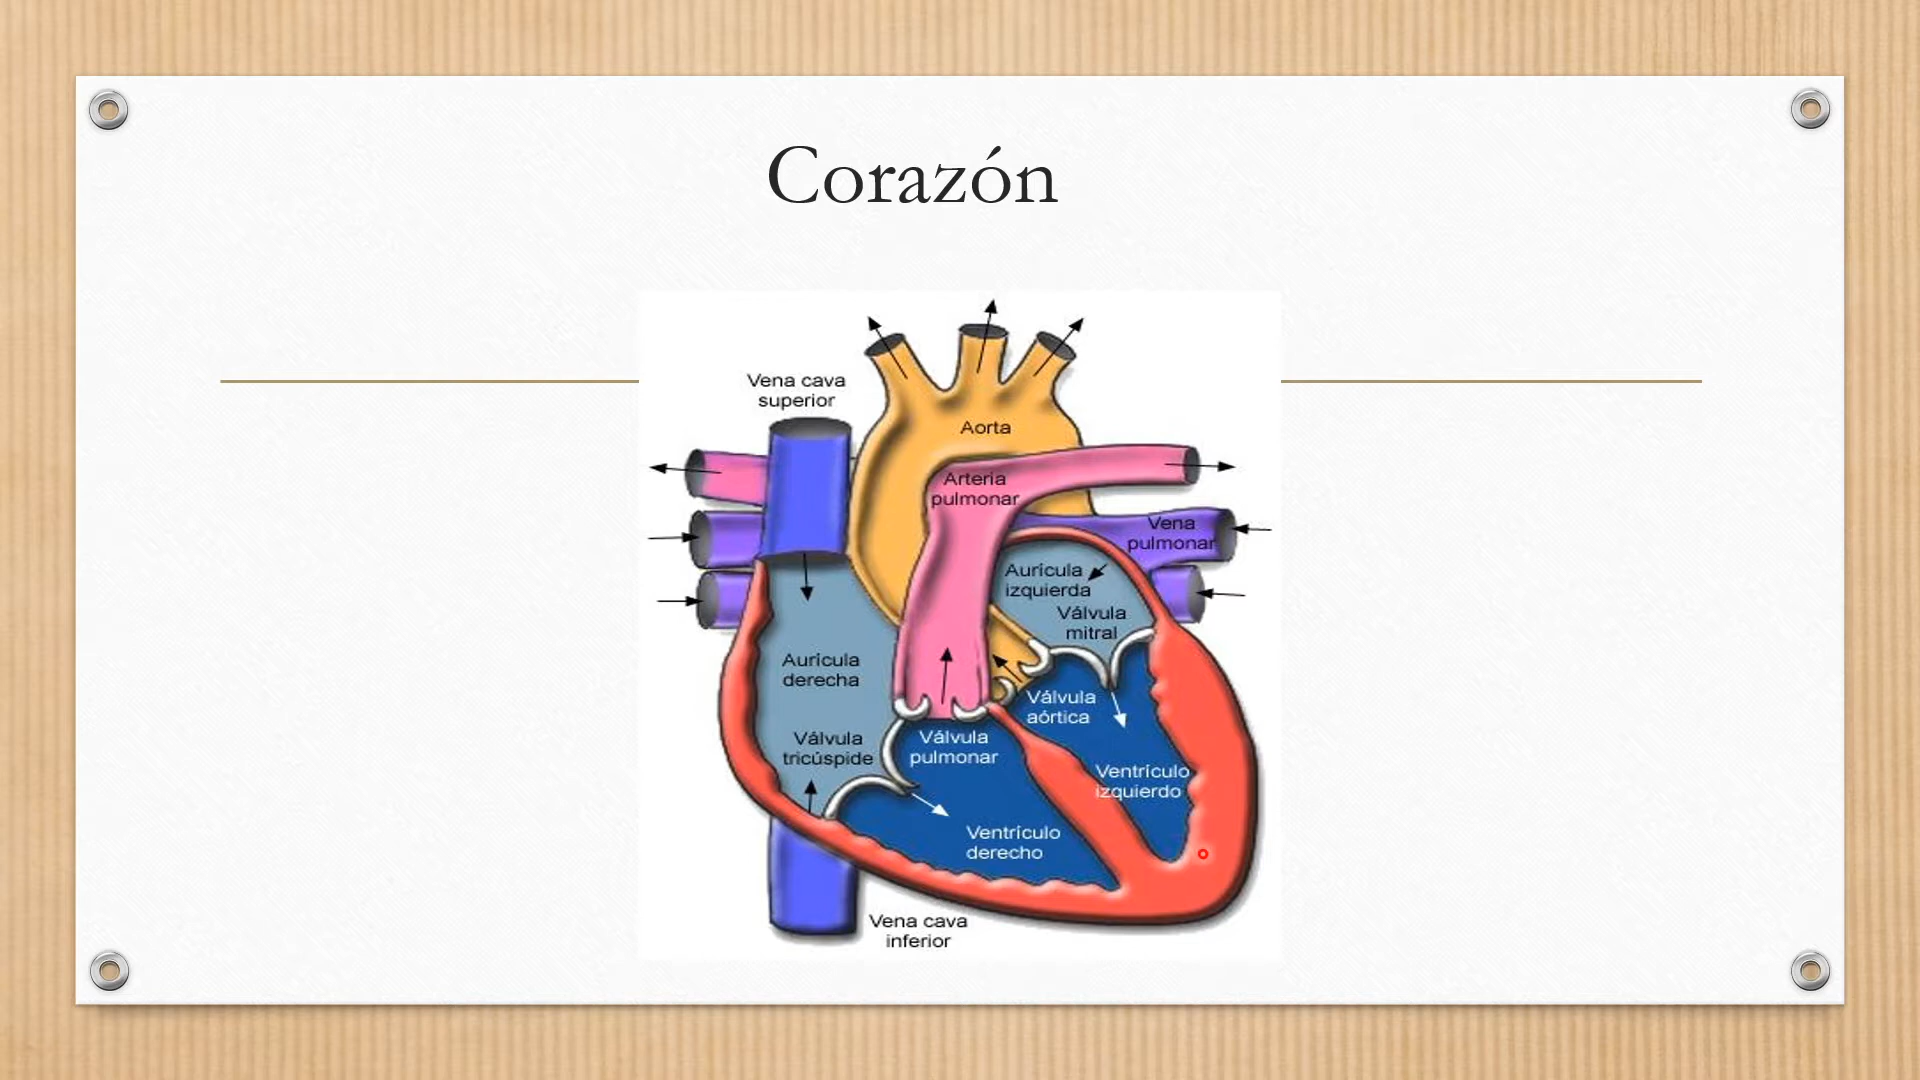 Corazón
Vena cava
superior
Aorta
Arteria
pulmonar
Vena
pulmonar
Aurícula
izquierda
Válvula
mitral
Aurícula
derecha
Válvula
aórtica
Válvula
tricúspide
Válvula
pulmonar
Ventrículo
izquierdo
Ventrículo
derecho
Vena cava
inferior